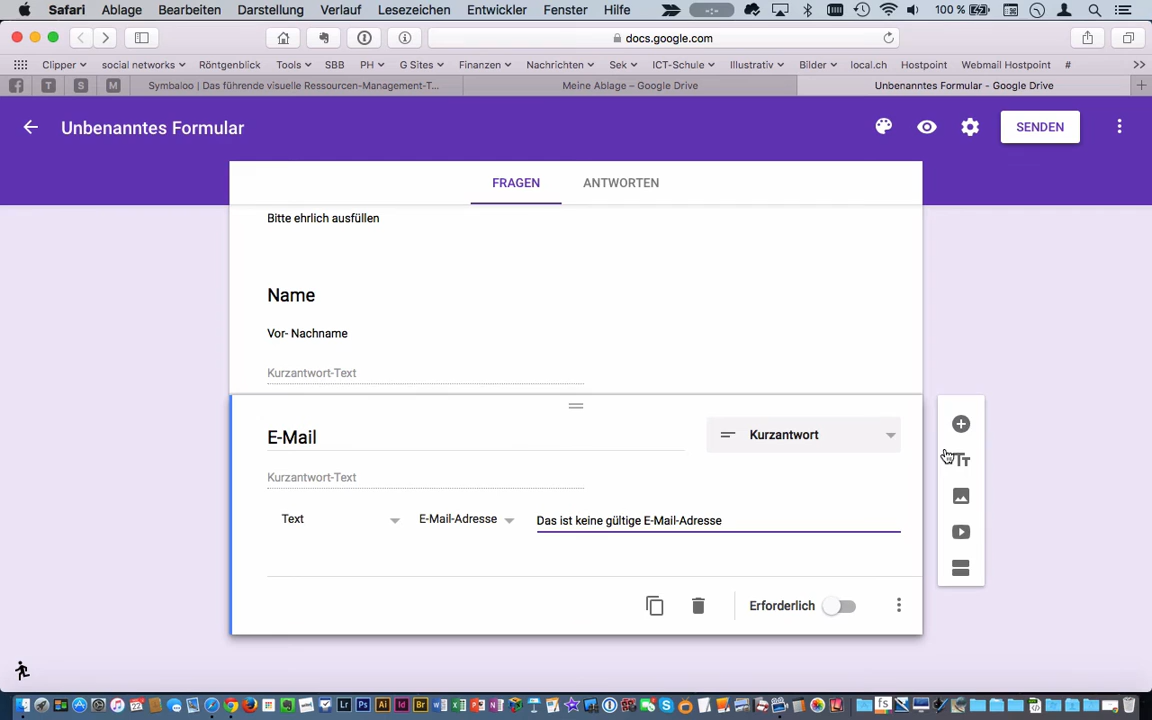 Safari Ablage Bearbeiten Darstellung Verlauf Lesezeichen Entwickler Fenster Hilfe 100 %
docs.google.com
Clipper social networks Röntgenblick Tools SBB PH G Sites Finanzen Nachrichten Sek ICT-Schule Illustrativ Bilder local.ch Hostpoint Webmail Hostpoint #
T S M Symbaloo | Das führende visuelle Ressourcen-Management-T... Meine Ablage – Google Drive Unbenanntes Formular - Google Drive
Unbenanntes Formular SENDEN
FRAGEN ANTWORTEN
Bitte ehrlich ausfüllen
Name
Vor- Nachname
Kurzantwort-Text
E-Mail Kurzantwort
Kurzantwort-Text
Text E-Mail-Adresse Das ist keine gültige E-Mail-Adresse
Erforderlich